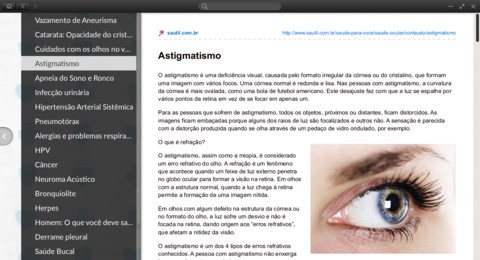 Vazamento de Aneurisma
Catarata: Opacidade do crist...
Cuidados com os olhos no v...
Astigmatismo
Apneia do Sono e Ronco
Infecção urinária
Hipertensão Arterial Sistêmica
Pneumotórax
Alergias e problemas respira...
HPV
Câncer
Neuroma Acústico
Bronquiolite
Herpes
Homem: O que você deve sa...
Derrame pleural
Saúde Bucal
sautil.com.br
http://www.sautil.com.br/saude-para-voce/saude-ocular/conteudo/astigmatismo
Astigmatismo
O astigmatismo é uma deficiência visual, causada pelo formato irregular da córnea ou do cristalino, que formam
uma imagem com vários focos. Uma córnea normal é redonda e lisa. Nas pessoas com astigmatismo, a curvatura
da córnea é mais ovalada, como uma bola de futebol americano. Este desajuste faz com que a luz se espalhe por
vários pontos da retina em vez de se focar em apenas um.
Para as pessoas que sofrem de astigmatismo, todos os objetos, próximos ou distantes, ficam distorcidos. As
imagens ficam embaçadas porque alguns dos raios de luz são focalizados e outros não. A sensação é parecida
com a distorção produzida quando se olha através de um pedaço de vidro ondulado, por exemplo.
O que é refração?
O astigmatismo, assim como a miopia, é considerado
um erro refrativo do olho. A refração é um fenômeno
que acontece quando um feixe de luz externo penetra
no globo ocular para formar a visão na retina. Em olhos
com a estrutura normal, quando a luz chega à retina
permite a formação de uma imagem nítida.
Em olhos com algum defeito na estrutura da córnea ou
no formato do olho, a luz sofre um desvio e não é
focada na retina, dando origem aos "erros refrativos",
que afetam a nitidez da visão.
O astigmatismo é um dos 4 tipos de erros refrativos
conhecidos. A pessoa com astigmatismo não enxerga